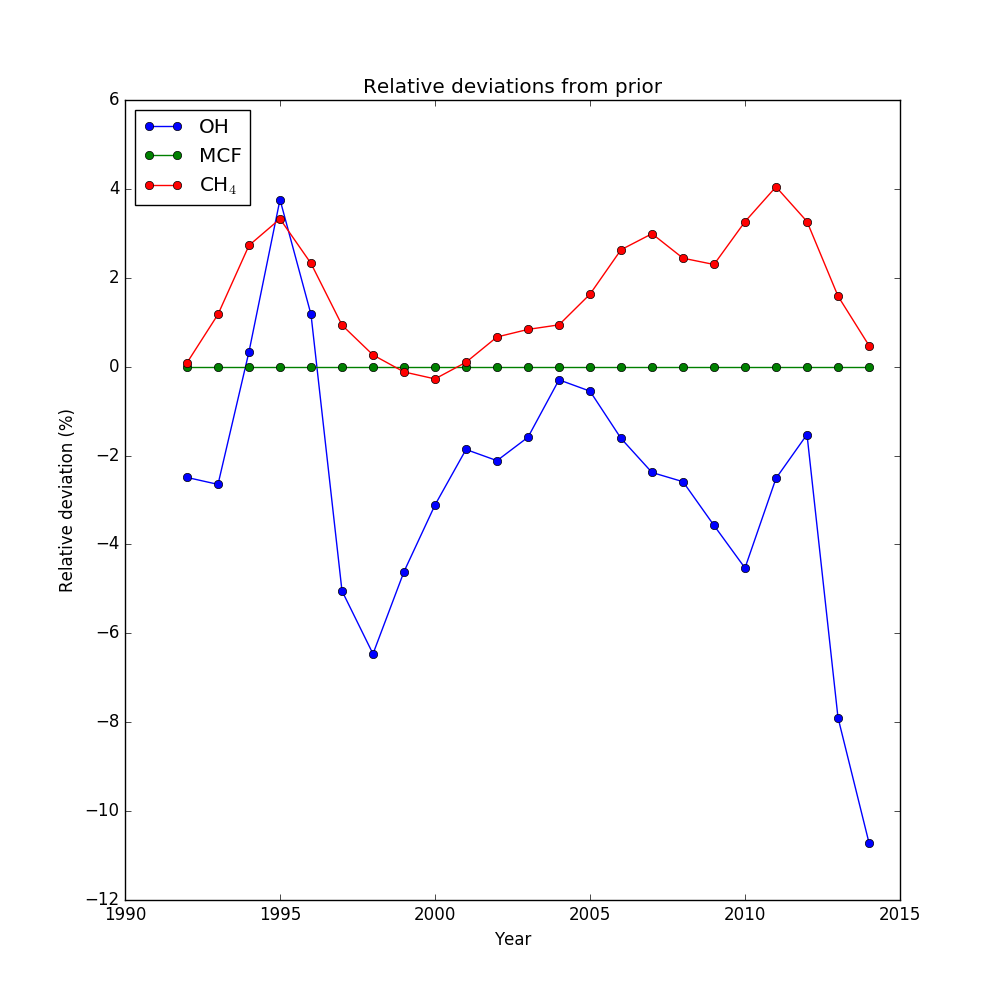 Relative deviations from prior
OH
MCF
CH₄
6
4
2
0
−2
−4
−6
−8
−10
−12
Relative deviation (%)
1990 1995 2000 2005 2010 2015
Year